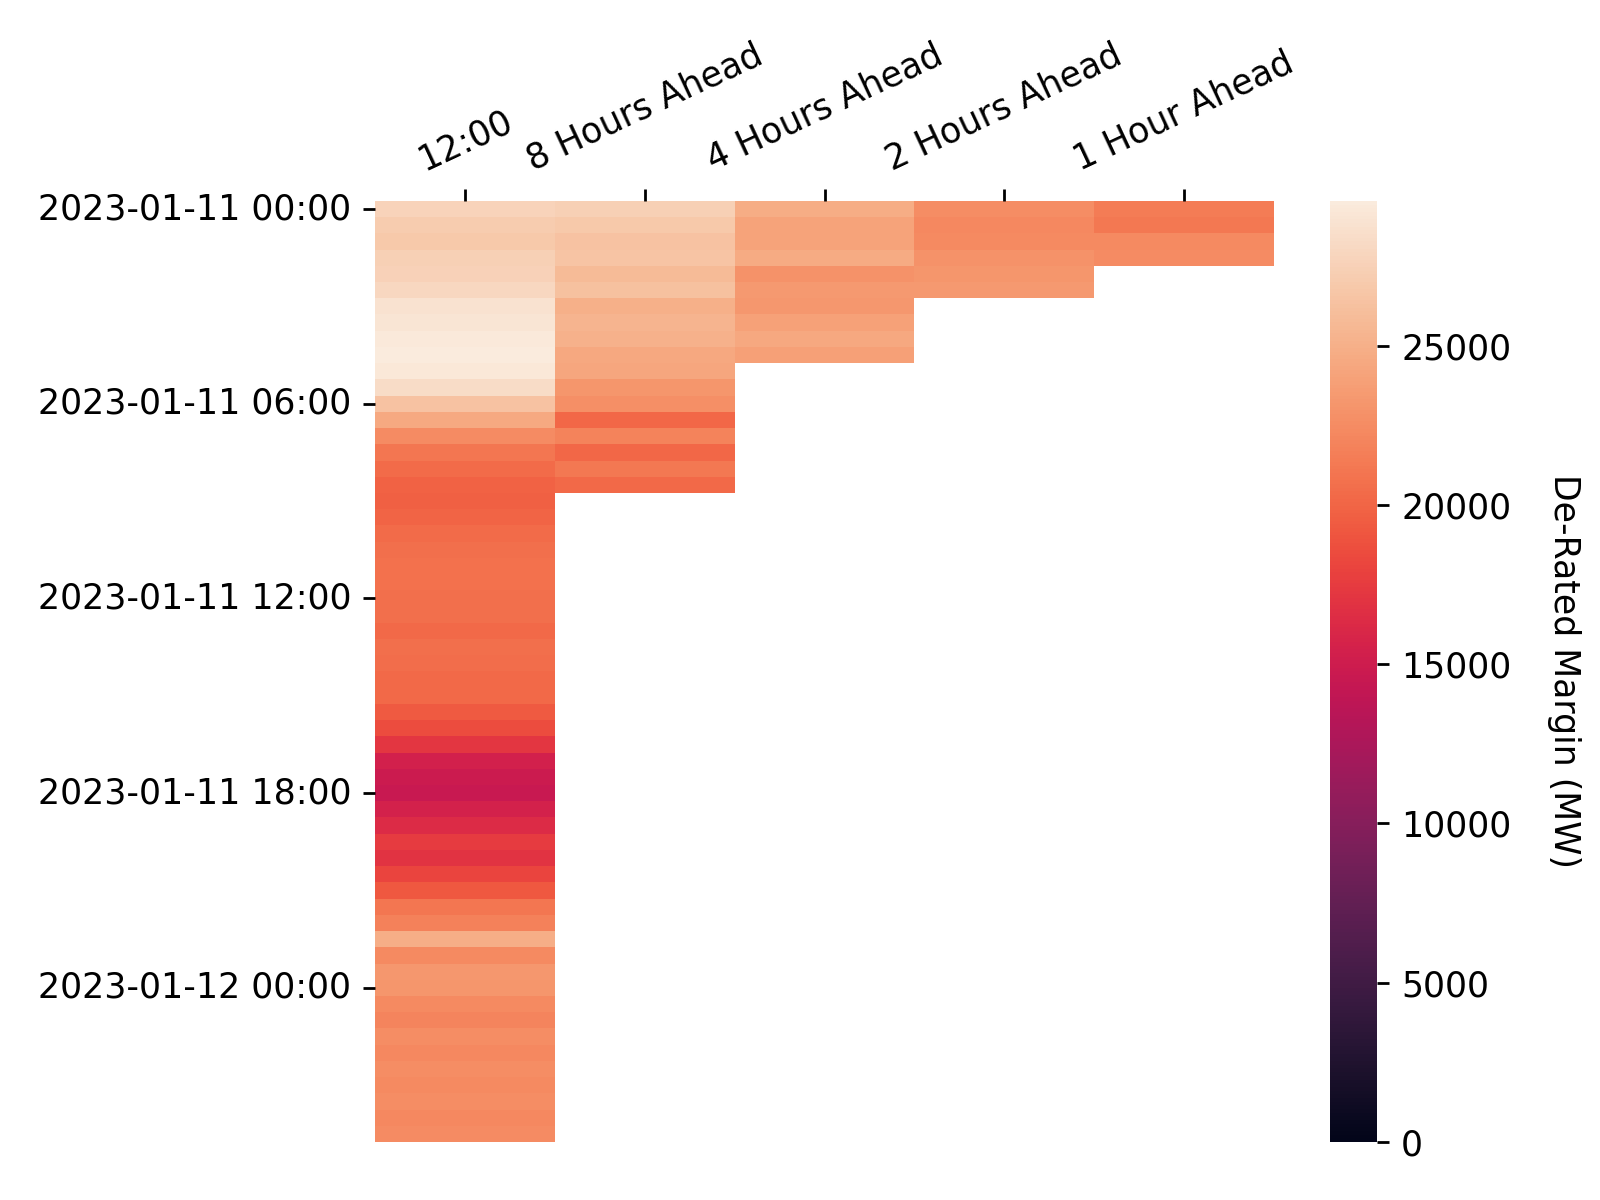 12:00
8 Hours Ahead
4 Hours Ahead
2 Hours Ahead
1 Hour Ahead
2023-01-11 00:00
2023-01-11 06:00
2023-01-11 12:00
2023-01-11 18:00
2023-01-12 00:00
25000
20000
15000
10000
5000
0
De-Rated Margin (MW)